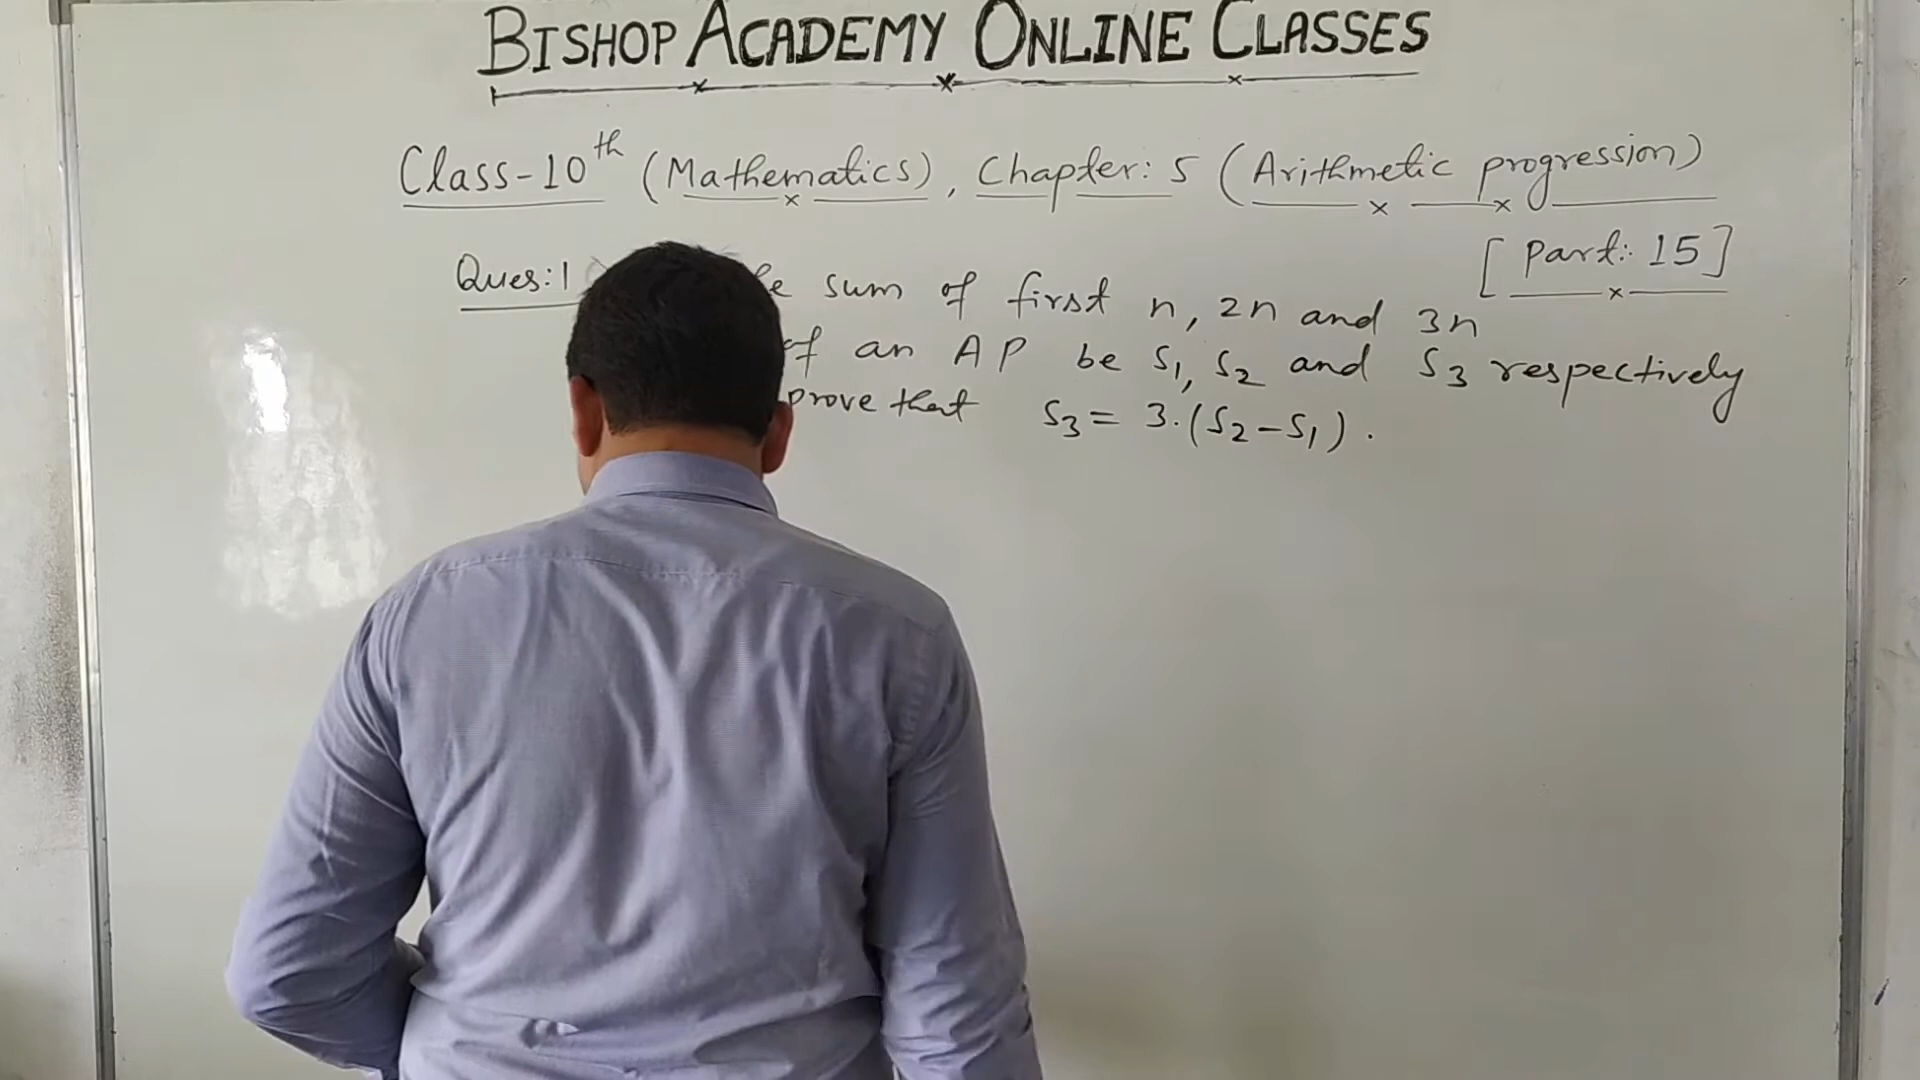 BISHOP ACADEMY ONLINE CLASSES
Class-10th (Mathematics), Chapter: 5 (Arithmetic progression)
[Part: 15]
Ques:1 sum of first n, 2n and 3n
of an AP be S1, S2 and S3 respectively
prove that S3 = 3.(S2-S1).